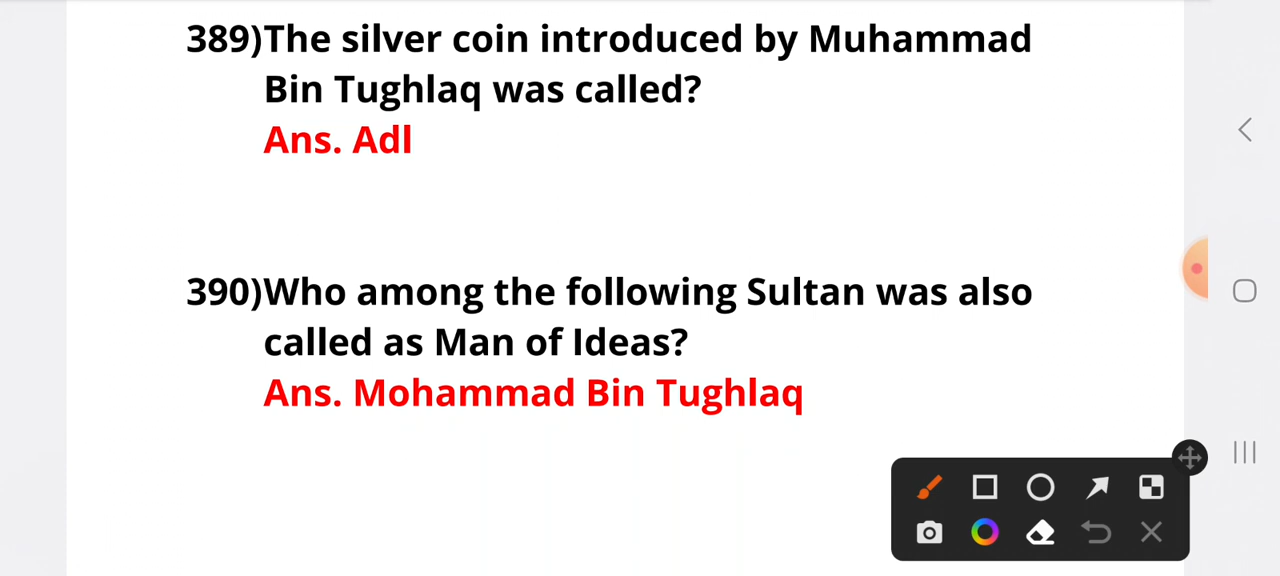 389)The silver coin introduced by Muhammad
Bin Tughlaq was called?
Ans. Adl
390)Who among the following Sultan was also
called as Man of Ideas?
Ans. Mohammad Bin Tughlaq